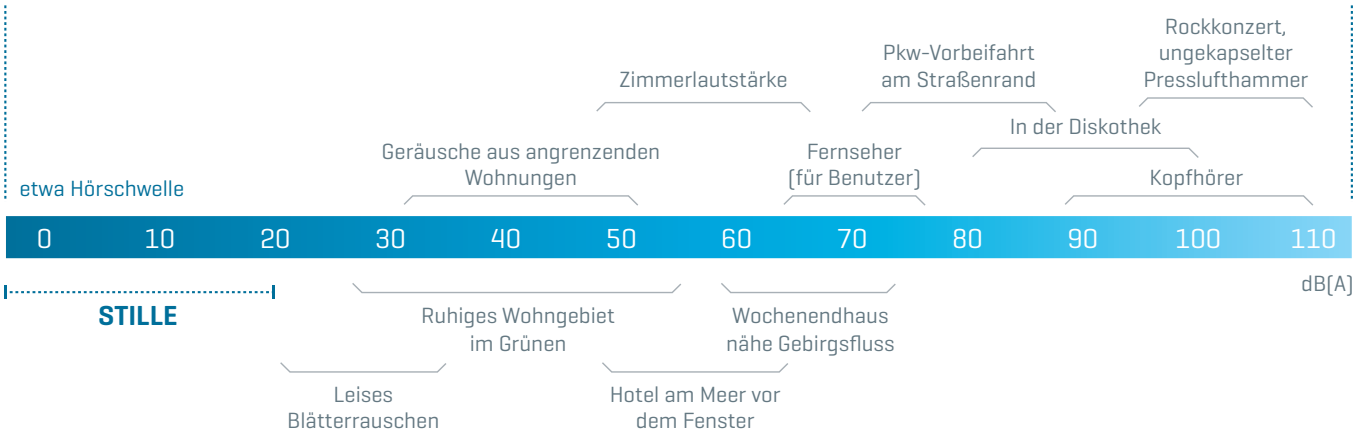 Rockkonzert,
ungekapselter
Presslufthammer
Pkw-Vorbeifahrt
am Straßenrand
Zimmerlautstärke
In der Diskothek
Geräusche aus angrenzenden
Wohnungen
Fernseher
(für Benutzer)
Kopfhörer
etwa Hörschwelle
0 10 20 30 40 50 60 70 80 90 100 110
dB(A)
STILLE
Ruhiges Wohngebiet
im Grünen
Wochenendhaus
nähe Gebirgsfluss
Leises
Blätterrauschen
Hotel am Meer vor
dem Fenster